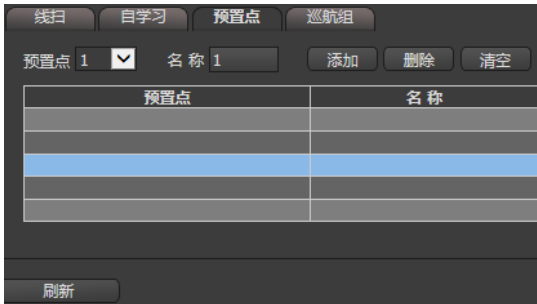 线扫 自学习 预置点 巡航组
预置点 1 名 称 1 添加 删除 清空
预置点 名 称
刷新